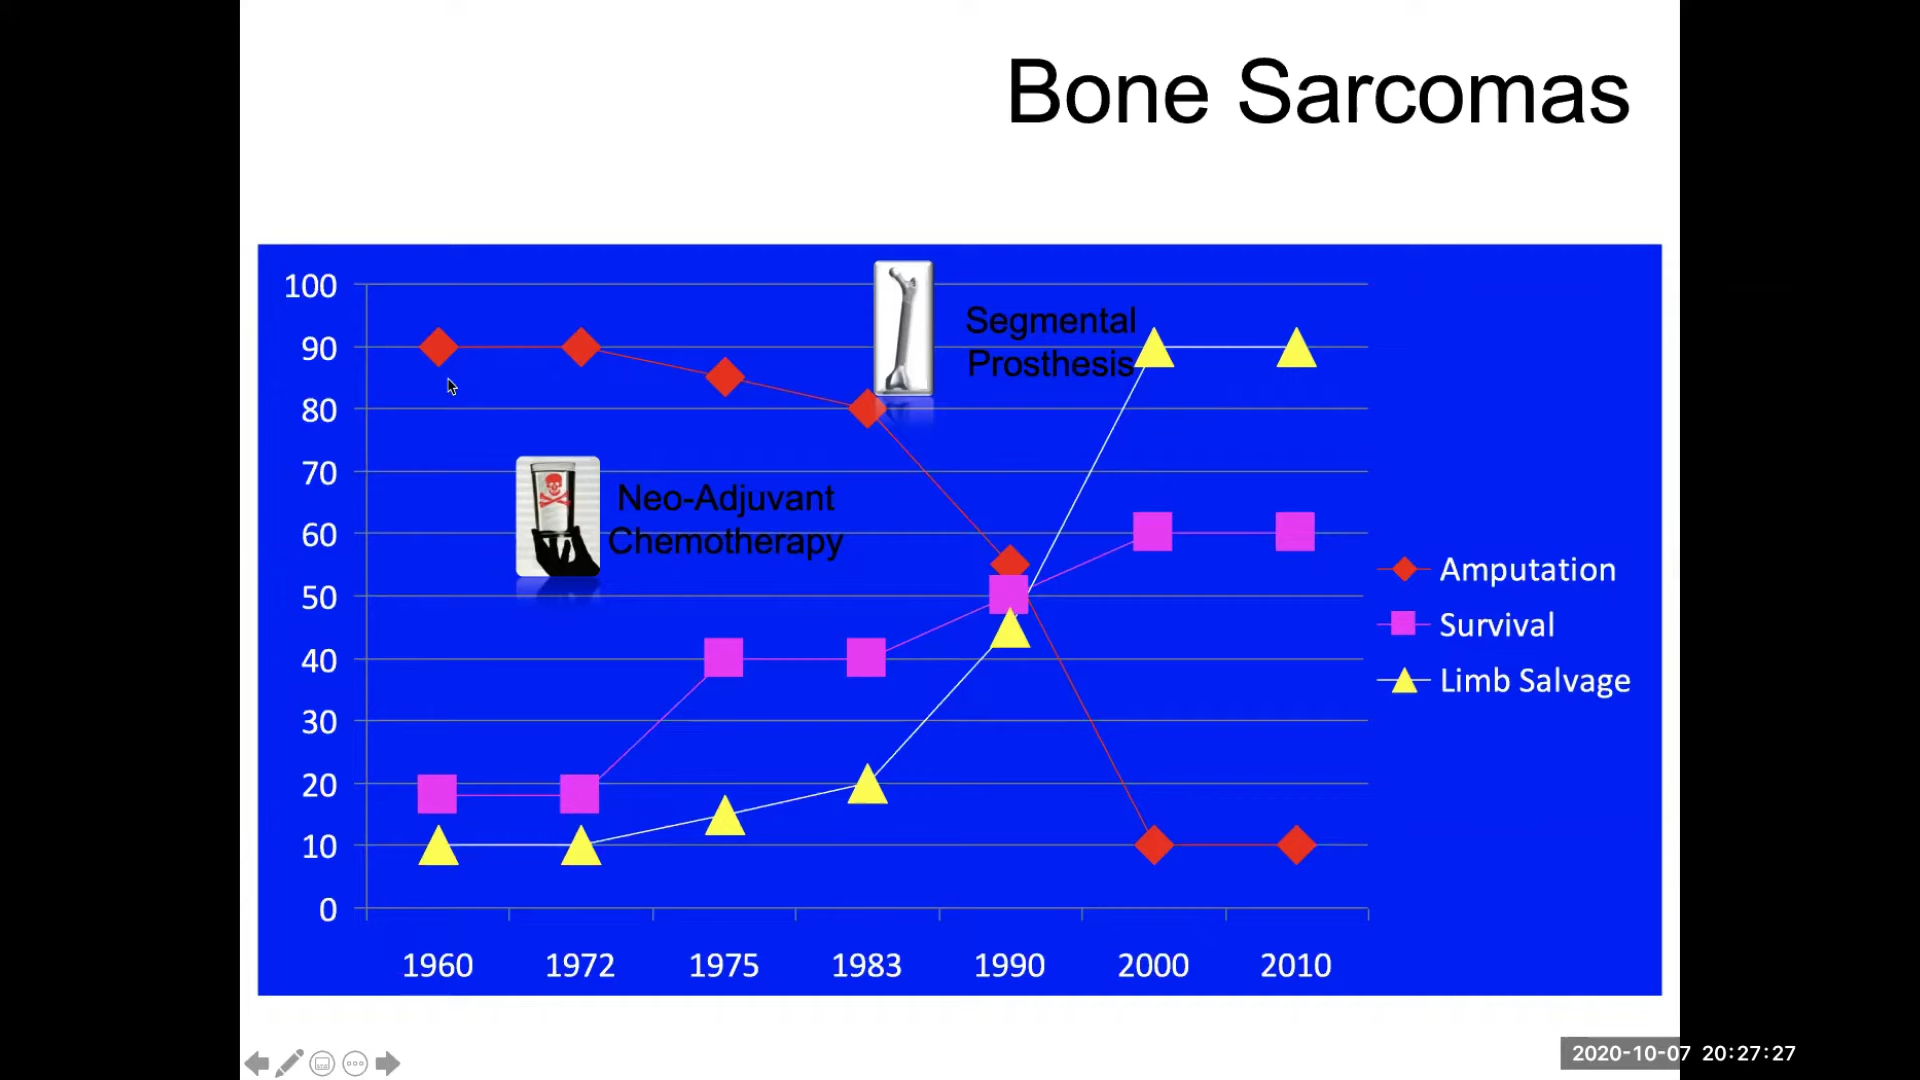 Bone Sarcomas
100
90
80
70
60
50
40
30
20
10
0
Segmental
Prosthesis
Neo-Adjuvant
Chemotherapy
Amputation
Survival
Limb Salvage
1960 1972 1975 1983 1990 2000 2010
2020-10-07 20:27:27